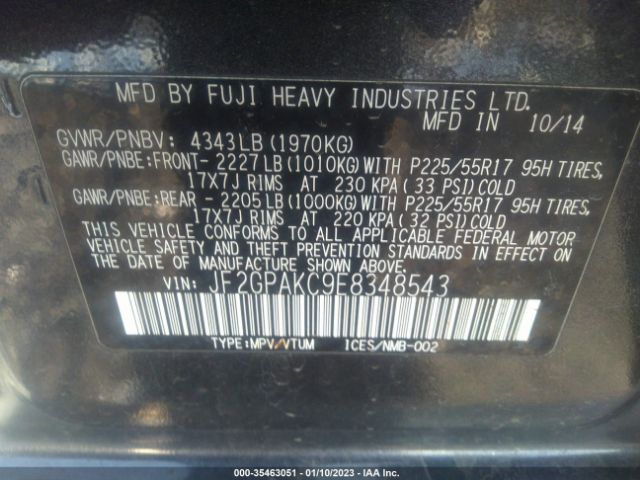 MFD BY FUJI HEAVY INDUSTRIES LTD.
MFD IN 10/14
GVWR/PNBV: 4343LB (1970KG)
GAWR/PNBE:FRONT- 2227LB(1010KG)WITH P225/55R17 95H TIRES,
17X7J RIMS AT 230 KPA (33 PSI)COLD
GAWR/PNBE:REAR - 2205LB(1000KG)WITH P225/55R17 95H TIRES,
17X7J RIMS AT 220 KPA (32 PSI)COLD
THIS VEHICLE CONFORMS TO ALL APPLICABLE FEDERAL MOTOR
VEHICLE SAFETY AND THEFT PREVENTION STANDARDS IN EFFECT ON
THE DATE OF MANUFACTURE SHOWN ABOVE.
VIN: JF2GPAKC9E8348543
TYPE:MPV/VTUM ICES/NMB-002
000-35463051 - 01/10/2023 - IAA Inc.